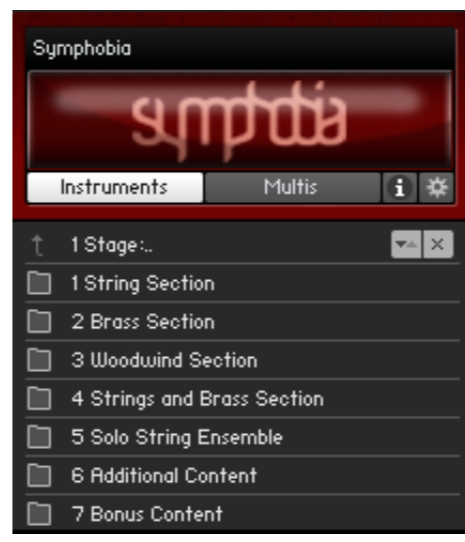 Symphobia
symphobia
Instruments
Multis
i
1 Stage:..
1 String Section
2 Brass Section
3 Woodwind Section
4 Strings and Brass Section
5 Solo String Ensemble
6 Additional Content
7 Bonus Content